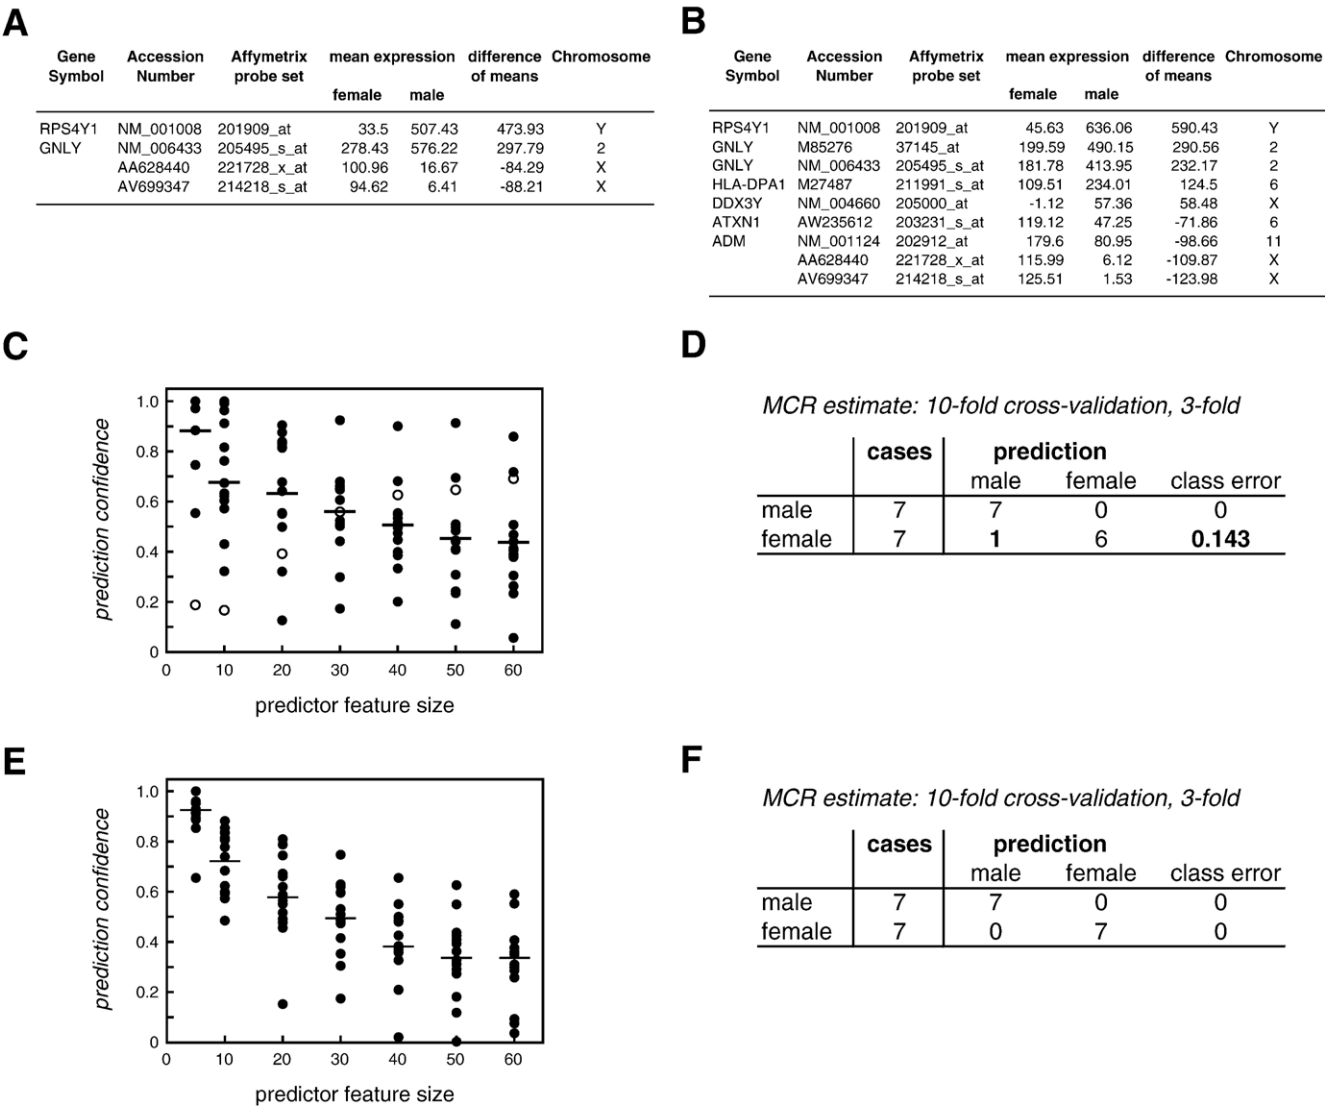 A
Gene Accession Affymetrix mean expression difference Chromosome
Symbol Number probe set of means
female male
RPS4Y1 NM_001008 201909_at 33.5 507.43 473.93 Y
GNLY NM_006433 205495_s_at 278.43 576.22 297.79 2
AA628440 221728_x_at 100.96 16.67 -84.29 X
AV699347 214218_s_at 94.62 6.41 -88.21 X
B
Gene Accession Affymetrix mean expression difference Chromosome
Symbol Number probe set of means
female male
RPS4Y1 NM_001008 201909_at 45.63 636.06 590.43 Y
GNLY M85276 37145_at 199.59 490.15 290.56 2
GNLY NM_006433 205495_s_at 181.78 413.95 232.17 2
HLA-DPA1 M27487 211991_s_at 109.51 234.01 124.5 6
DDX3Y NM_004660 205000_at -1.12 57.36 58.48 X
ATXN1 AW235612 203231_s_at 119.12 47.25 -71.86 6
ADM NM_001124 202912_at 179.6 80.95 -98.66 11
AA628440 221728_x_at 115.99 6.12 -109.87 X
AV699347 214218_s_at 125.51 1.53 -123.98 X
C
prediction confidence
1.0
0.8
0.6
0.4
0.2
0
0 10 20 30 40 50 60
predictor feature size
D
MCR estimate: 10-fold cross-validation, 3-fold
cases prediction
male female class error
male 7 7 0 0
female 7 1 6 0.143
E
prediction confidence
1.0
0.8
0.6
0.4
0.2
0
0 10 20 30 40 50 60
predictor feature size
F
MCR estimate: 10-fold cross-validation, 3-fold
cases prediction
male female class error
male 7 7 0 0
female 7 0 7 0